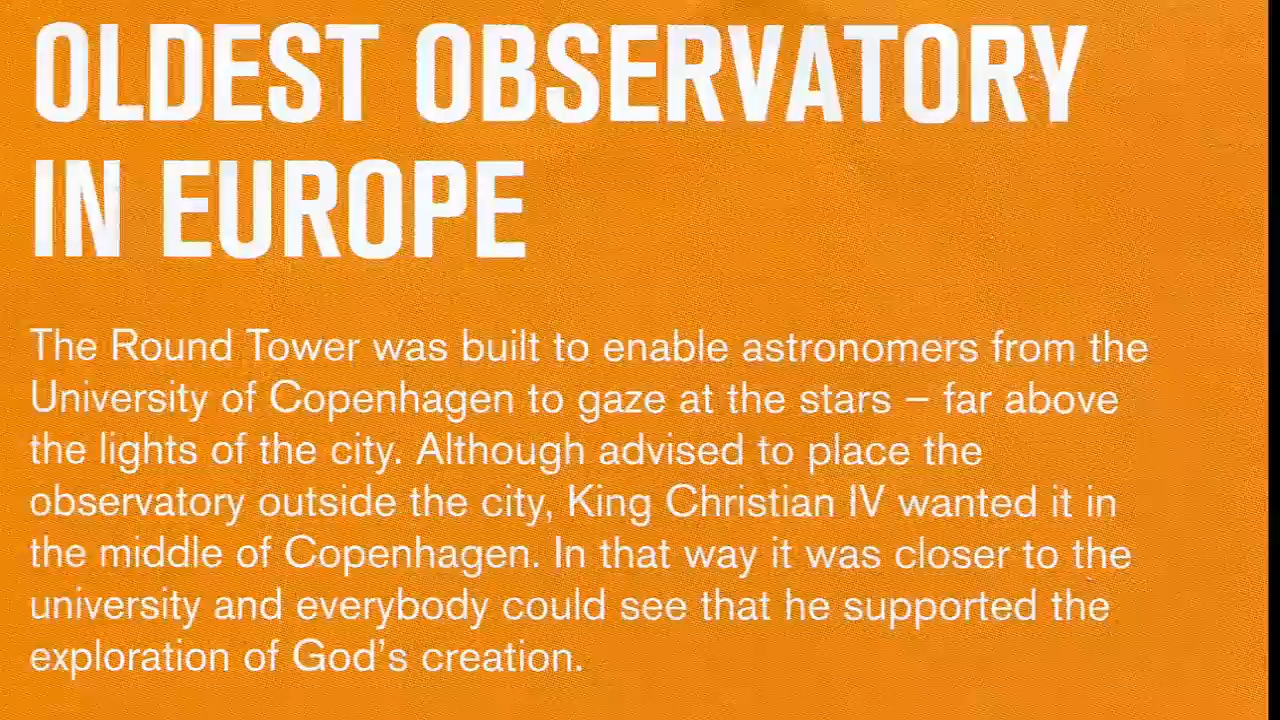 OLDEST OBSERVATORY
IN EUROPE
The Round Tower was built to enable astronomers from the
University of Copenhagen to gaze at the stars – far above
the lights of the city. Although advised to place the
observatory outside the city, King Christian IV wanted it in
the middle of Copenhagen. In that way it was closer to the
university and everybody could see that he supported the
exploration of God’s creation.